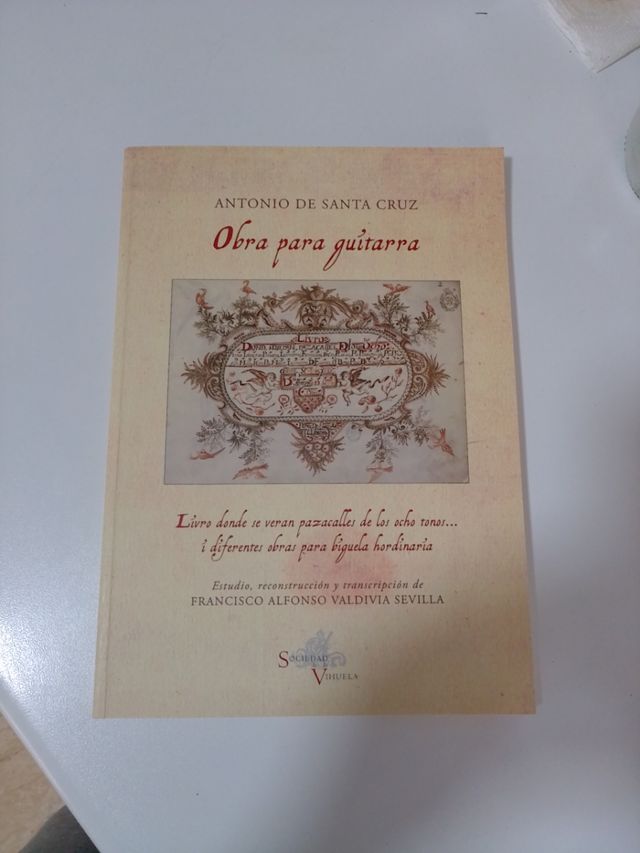 ANTONIO DE SANTA CRUZ
Obra para guitarra
Livro donde se veran pazacalles de los ocho tonos...
i diferentes obras para biguela hordinaria
Estudio, reconstrucción y transcripción de
FRANCISCO ALFONSO VALDIVIA SEVILLA
SOCIEDAD
VIHUELA